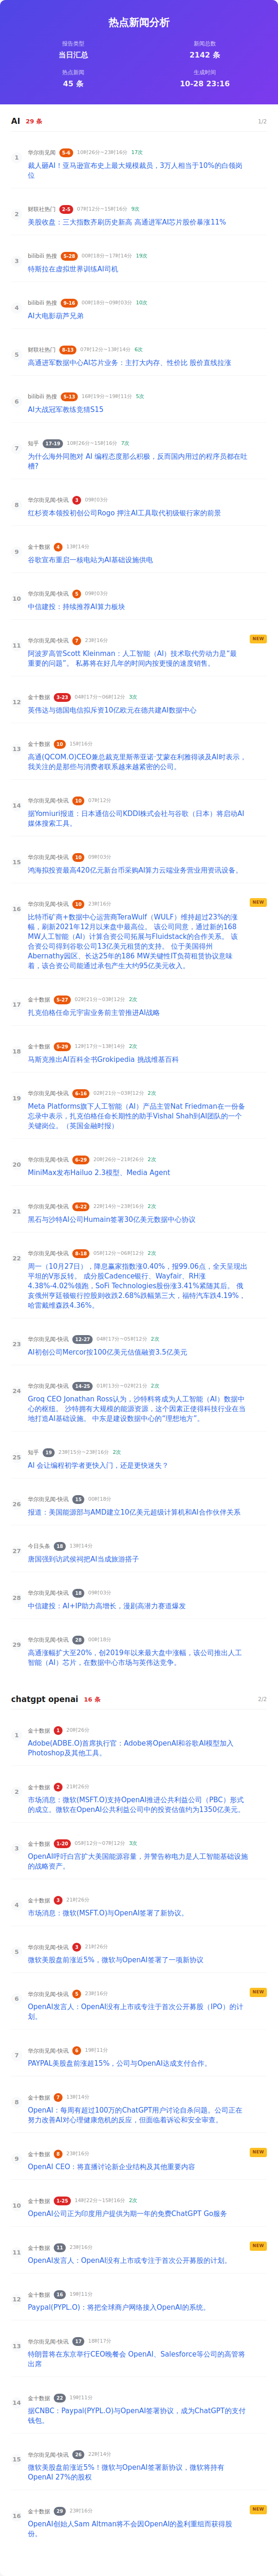 热点新闻分析
报告类型
新闻总数
当日汇总
2142 条
热点新闻
生成时间
45 条
10-28 23:16
AI 29 条 1/2
1
华尔街见闻 5-8 10时26分~23时16分 17次
裁人砸AI！亚马逊宣布史上最大规模裁员，3万人相当于10%的白领岗
位
2
财联社热门 2-5 07时12分~15时16分 9次
美股收盘：三大指数齐刷历史新高 高通进军AI芯片股价暴涨11%
3
bilibili 热搜 5-28 00时18分~17时14分 19次
特斯拉在虚拟世界训练AI司机
4
bilibili 热搜 9-16 00时18分~09时03分 10次
AI大电影葫芦兄弟
5
财联社热门 8-13 07时12分~13时14分 6次
高通进军数据中心AI芯片业务：主打大内存、性价比 股价直线拉涨
6
bilibili 热搜 5-13 16时19分~19时11分 5次
AI大战冠军教练竞猜S15
7
知乎 17-19 10时26分~15时16分 7次
为什么海外同胞对 AI 编程态度那么积极，反而国内用过的程序员都在吐
槽?
8
华尔街见闻-快讯 3 09时03分
红杉资本领投初创公司Rogo 押注AI工具取代初级银行家的前景
9
金十数据 4 13时14分
谷歌宣布重启一核电站为AI基础设施供电
10
华尔街见闻-快讯 5 09时03分
中信建投：持续推荐AI算力板块
11
华尔街见闻-快讯 7 23时16分
NEW
阿波罗高管Scott Kleinman：人工智能（AI）技术取代劳动力是“最
重要的问题”。 私募将在好几年的时间内按更慢的速度销售。
12
金十数据 3-23 04时17分~06时12分 3次
英伟达与德国电信拟斥资10亿欧元在德共建AI数据中心
13
金十数据 10 15时16分
高通(QCOM.O)CEO兼总裁克里斯蒂亚诺·艾蒙在利雅得谈及AI时表示，
我关注的是那些与消费者联系越来越紧密的公司。
14
金十数据 10 07时12分
据Yomiuri报道：日本通信公司KDDI株式会社与谷歌（日本）将启动AI
媒体搜索工具。
15
华尔街见闻-快讯 10 09时03分
鸿海拟投资最高420亿元新台币采购AI算力云端业务营业用资讯设备。
16
华尔街见闻-快讯 10 23时16分
NEW
比特币矿商+数据中心运营商TeraWulf（WULF）维持超过23%的涨
幅，刷新2021年12月以来盘中最高。 该公司同意，通过新的168
MW人工智能（AI）计算合资公司拓展与Fluidstack的合作关系。 该
合资公司得到谷歌公司13亿美元租赁的支持。 位于美国得州
Abernathy园区、长达25年的186 MW关键性IT负荷租赁协议意味
着，该合资公司能通过承包产生大约95亿美元收入。
17
金十数据 5-27 02时21分~03时12分 2次
扎克伯格任命元宇宙业务前主管推进AI战略
18
金十数据 5-29 12时17分~13时14分 2次
马斯克推出AI百科全书Grokipedia 挑战维基百科
19
华尔街见闻-快讯 6-16 02时21分~03时12分 2次
Meta Platforms旗下人工智能（AI）产品主管Nat Friedman在一份备
忘录中表示，扎克伯格任命长期性的助手Vishal Shah到AI团队的一个
关键岗位。（英国金融时报）
20
华尔街见闻-快讯 6-29 20时26分~21时26分 2次
MiniMax发布Hailuo 2.3模型、Media Agent
21
华尔街见闻-快讯 6-22 22时14分~23时16分 2次
黑石与沙特AI公司Humain签署30亿美元数据中心协议
22
华尔街见闻-快讯 8-18 05时12分~06时12分 2次
周一（10月27日），降息赢家指数涨0.40%，报99.06点，全天呈现出
平坦的V形反转。 成分股Cadence银行、Wayfair、RH涨
4.38%-4.02%领跑，SoFi Technologies股份涨3.41%紧随其后。 俄
亥俄州亨廷顿银行控股则收跌2.68%跌幅第三大，福特汽车跌4.19%，
哈雷戴维森跌4.36%。
23
华尔街见闻-快讯 12-27 04时17分~05时12分 2次
AI初创公司Mercor按100亿美元估值融资3.5亿美元
24
华尔街见闻-快讯 14-25 01时13分~02时21分 2次
Groq CEO Jonathan Ross认为，沙特料将成为人工智能（AI）数据中
心的枢纽。 沙特拥有大规模的能源资源，这个因素正使得科技行业在当
地打造AI基础设施。 中东是建设数据中心的“理想地方”。
25
知乎 19 23时15分~23时16分 2次
AI 会让编程初学者更快入门，还是更快迷失？
26
华尔街见闻-快讯 15 00时18分
报道：美国能源部与AMD建立10亿美元超级计算机和AI合作伙伴关系
27
今日头条 18 13时14分
唐国强到访武侯祠把AI当成旅游搭子
28
华尔街见闻-快讯 18 09时03分
中信建投：AI+IP助力高增长，漫剧高潜力赛道爆发
29
华尔街见闻-快讯 28 00时18分
高通涨幅扩大至20%，创2019年以来最大盘中涨幅，该公司推出人工
智能（AI）芯片，在数据中心市场与英伟达竞争。
chatgpt openai 16 条 2/2
1
金十数据 1 20时26分
Adobe(ADBE.O)首席执行官：Adobe将OpenAI和谷歌AI模型加入
Photoshop及其他工具。
2
金十数据 2 21时26分
市场消息：微软(MSFT.O)支持OpenAI推进公共利益公司（PBC）形式
的成立。微软在OpenAI公共利益公司中的投资估值约为1350亿美元。
3
金十数据 1-20 05时12分~07时12分 3次
OpenAI呼吁白宫扩大美国能源容量，并警告称电力是人工智能基础设施
的战略资产。
4
金十数据 3 21时26分
市场消息：微软(MSFT.O)与OpenAI签署了新协议。
5
华尔街见闻-快讯 3 21时26分
微软美股盘前涨近5%，微软与OpenAI签署了一项新协议
6
华尔街见闻-快讯 5 23时16分
NEW
OpenAI发言人：OpenAI没有上市或专注于首次公开募股（IPO）的计
划。
7
华尔街见闻-快讯 6 19时11分
PAYPAL美股盘前涨超15%，公司与OpenAI达成支付合作。
8
金十数据 7 13时14分
OpenAI：每周有超过100万的ChatGPT用户讨论自杀问题。公司正在
努力改善AI对心理健康危机的反应，但面临着诉讼和安全审查。
9
金十数据 8 23时16分
NEW
OpenAI CEO：将直播讨论新企业结构及其他重要内容
10
金十数据 1-25 14时22分~15时16分 2次
OpenAI公司正为印度用户提供为期一年的免费ChatGPT Go服务
11
金十数据 11 23时16分
NEW
OpenAI发言人：OpenAI没有上市或专注于首次公开募股的计划。
12
金十数据 16 19时11分
Paypal(PYPL.O)：将把全球商户网络接入OpenAI的系统。
13
华尔街见闻-快讯 17 18时17分
特朗普将在东京举行CEO晚餐会 OpenAI、Salesforce等公司的高管将
出席
14
金十数据 22 19时11分
据CNBC：Paypal(PYPL.O)与OpenAI签署协议，成为ChatGPT的支付
钱包。
15
华尔街见闻-快讯 26 22时14分
微软美股盘前涨近5%！微软与OpenAI签署新协议，微软将持有
OpenAI 27%的股权
16
金十数据 29 23时16分
NEW
OpenAI创始人Sam Altman将不会因OpenAI的盈利重组而获得股
份。